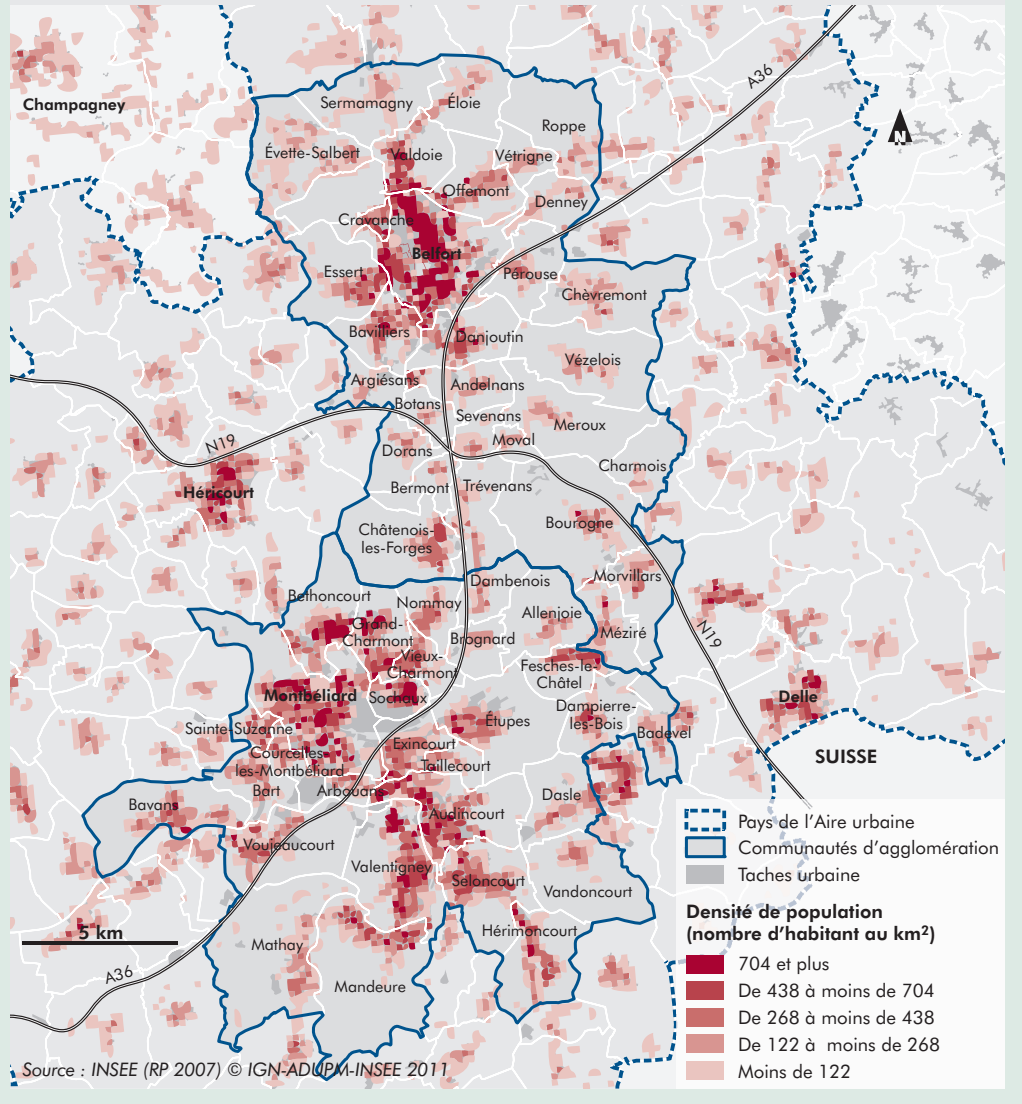 A36
Champagney
Sermamagny
Éloie
Roppe
N
Évette-Salbert
Valdoie
Vétrigne
Offemont
Denney
Cravanche
Belfort
Essert
Pérouse
Chèvremont
Bavilliers
Danjoutin
Vézelois
Argiésans
Andelnans
Botans
Sevenans
Meroux
N19
Moval
Dorans
Charmois
Héricourt
Bermont
Trévenans
Bourogne
Châtenois-
les-Forges
Dambenois
Morvillars
Bethoncourt
Nommay
Allenjoie
Grand-
Charmont
Brognard
Méziré
N19
Vieux-
Charmont
Fesches-le-
Châtel
Montbéliard
Sochaux
Delle
Dampierre-
les-Bois
Étupes
Sainte-Suzanne
Badevel
Exincourt
Courcelles-
les-Montbéliard
Taillecourt
SUISSE
Bart
Arbouans
Dasle
Bavans
Audincourt
Voujeaucourt
Valentigney
Seloncourt
Vandoncourt
Hérimoncourt
5 km
Mathay
A36
Mandeure
Pays de l'Aire urbaine
Communautés d'agglomération
Taches urbaine
Densité de population
(nombre d'habitant au km²)
704 et plus
De 438 à moins de 704
De 268 à moins de 438
De 122 à moins de 268
Moins de 122
Source : INSEE (RP 2007) © IGN-ADUPM-INSEE 2011